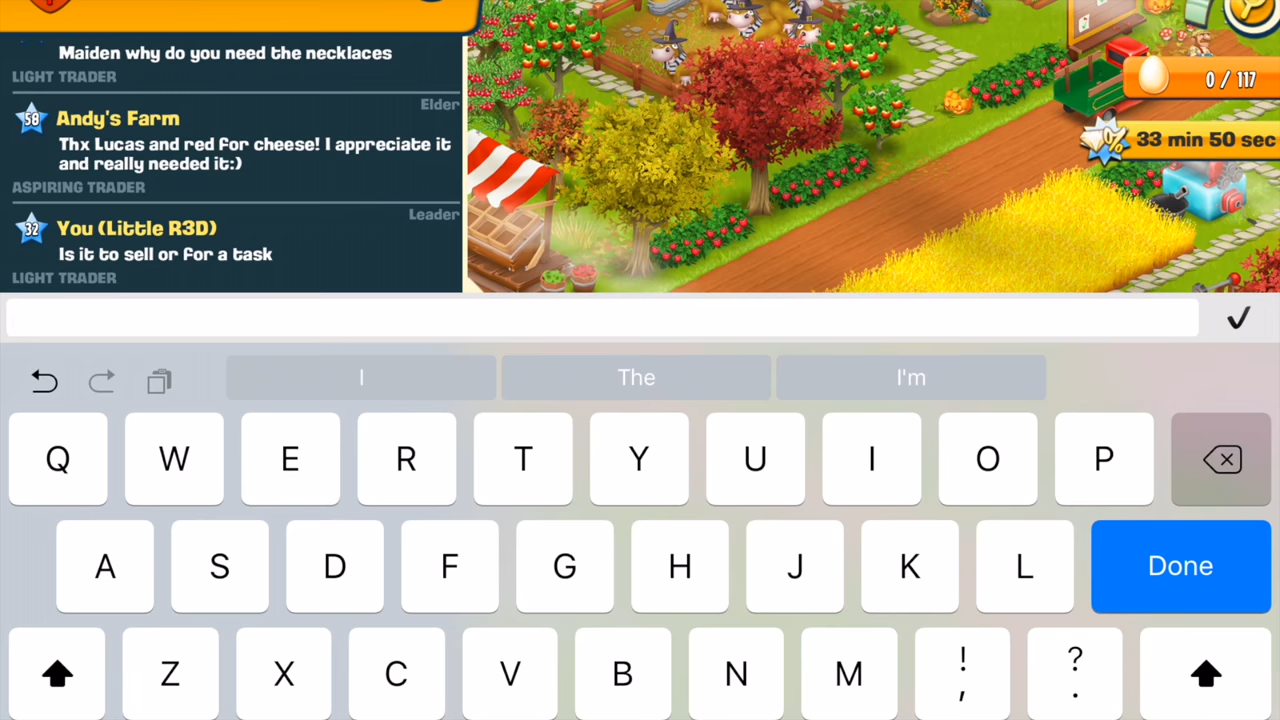 Maiden why do you need the necklaces
LIGHT TRADER
Elder
58 Andy's Farm
Thx Lucas and red for cheese! I appreciate it
and really needed it:)
ASPIRING TRADER
Leader
32 You (Little R3D)
Is it to sell or for a task
LIGHT TRADER
0 / 117
% 33 min 50 sec
I The I'm
Q W E R T Y U I O P
A S D F G H J K L Done
Z X C V B N M ! , ? .